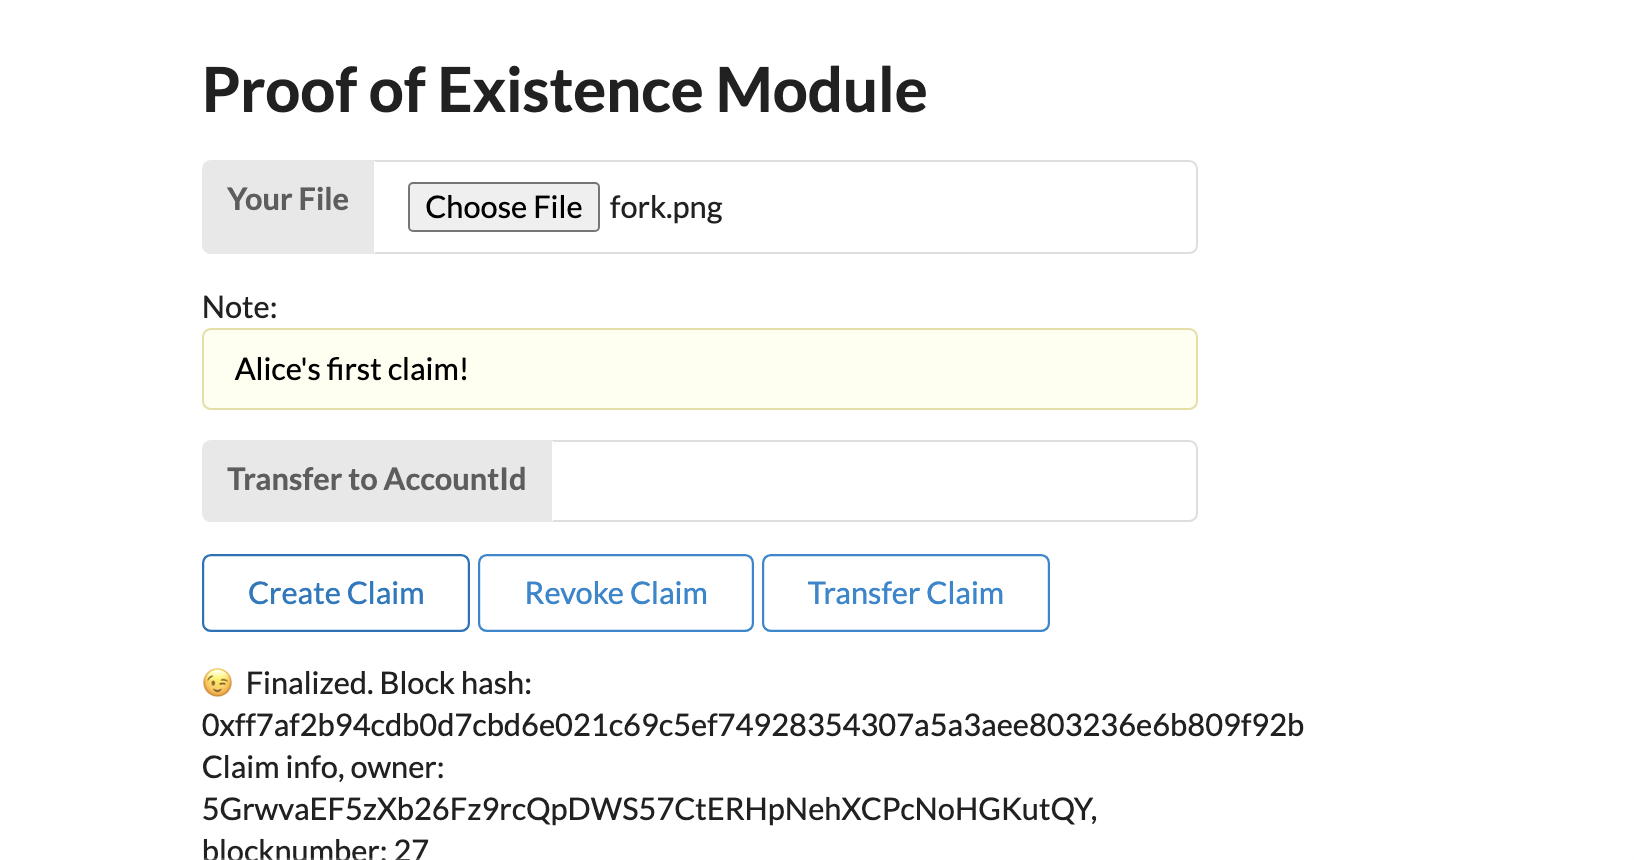 Proof of Existence Module
Your File
Choose File fork.png
Note:
Alice's first claim!
Transfer to AccountId
Create Claim
Revoke Claim
Transfer Claim
😉 Finalized. Block hash:
0xff7af2b94cdb0d7cbd6e021c69c5ef74928354307a5a3aee803236e6b809f92b
Claim info, owner:
5GrwvaEF5zXb26Fz9rcQpDWS57CtERHpNehXCPcNoHGKutQY,
blocknumber: 27